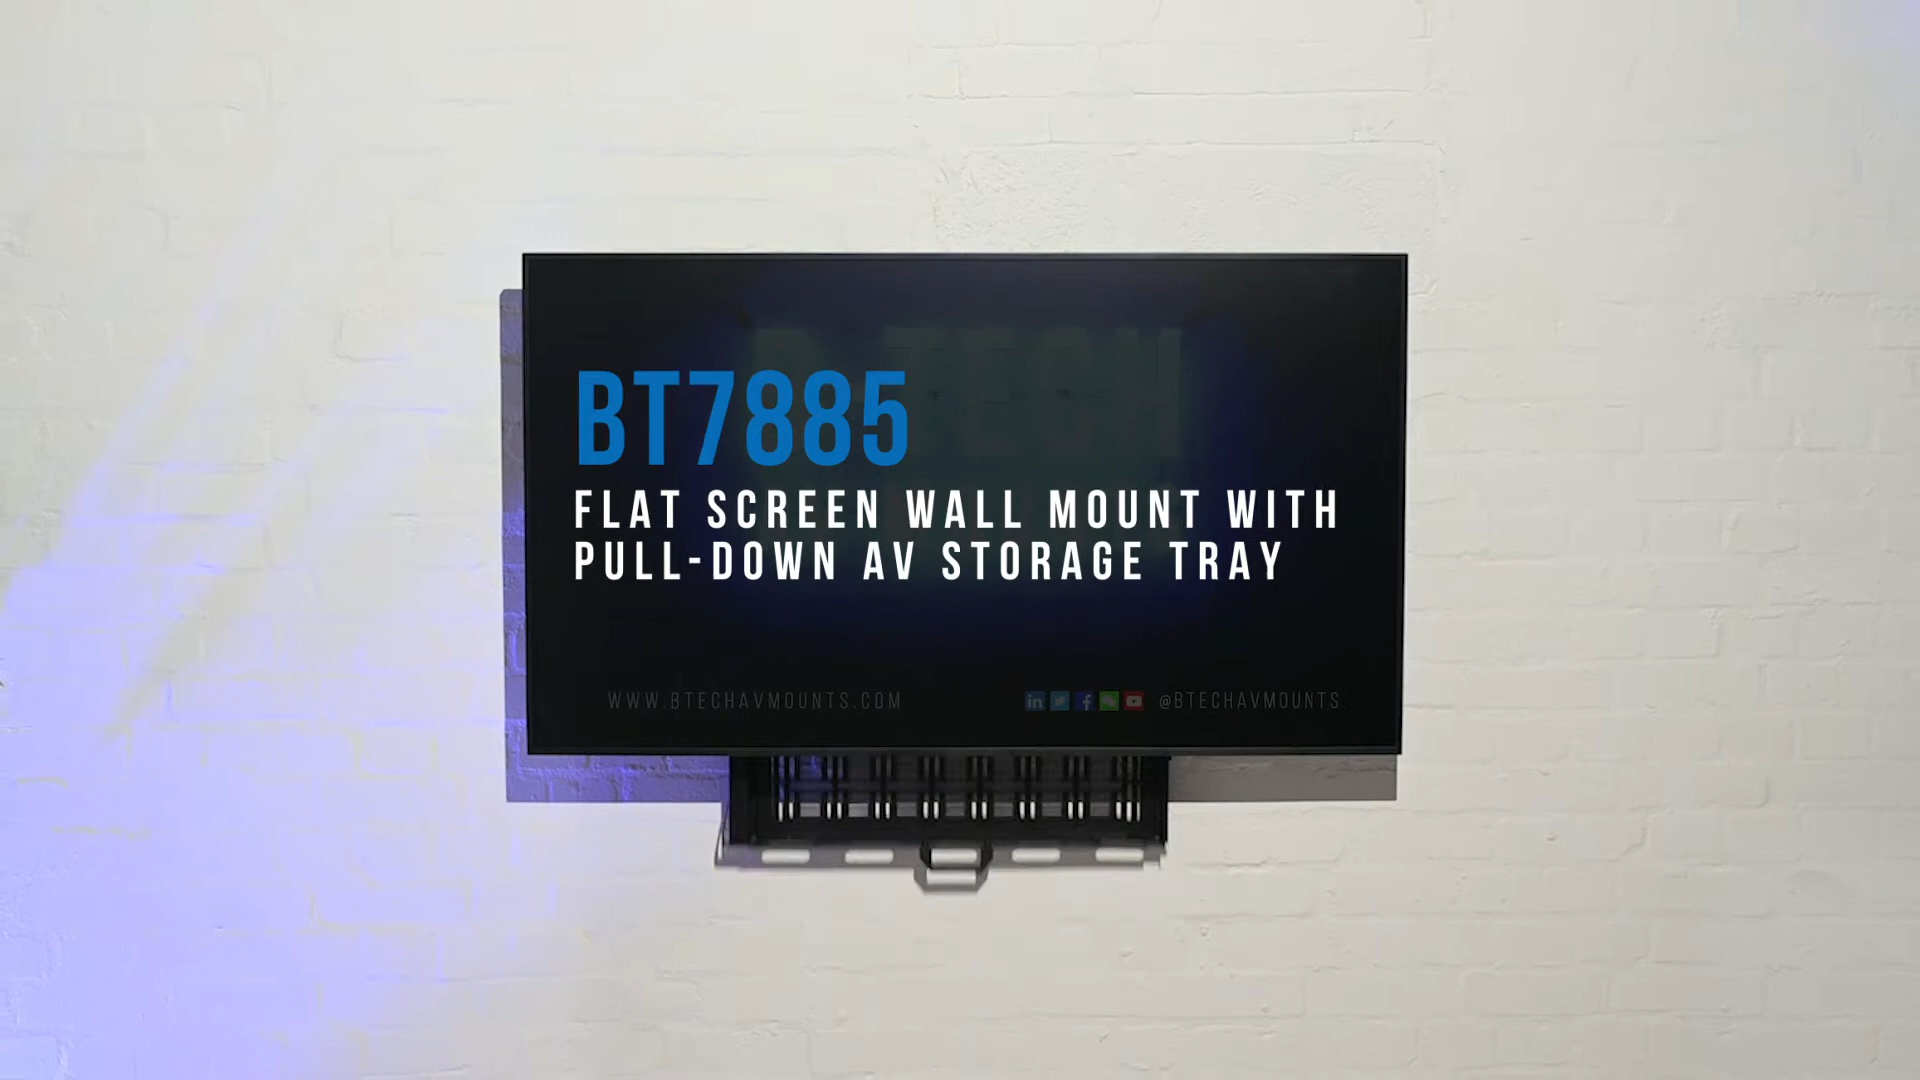 BT7885
FLAT SCREEN WALL MOUNT WITH
PULL-DOWN AV STORAGE TRAY
WWW.BTECHAVMOUNTS.COM
@BTECHAVMOUNTS